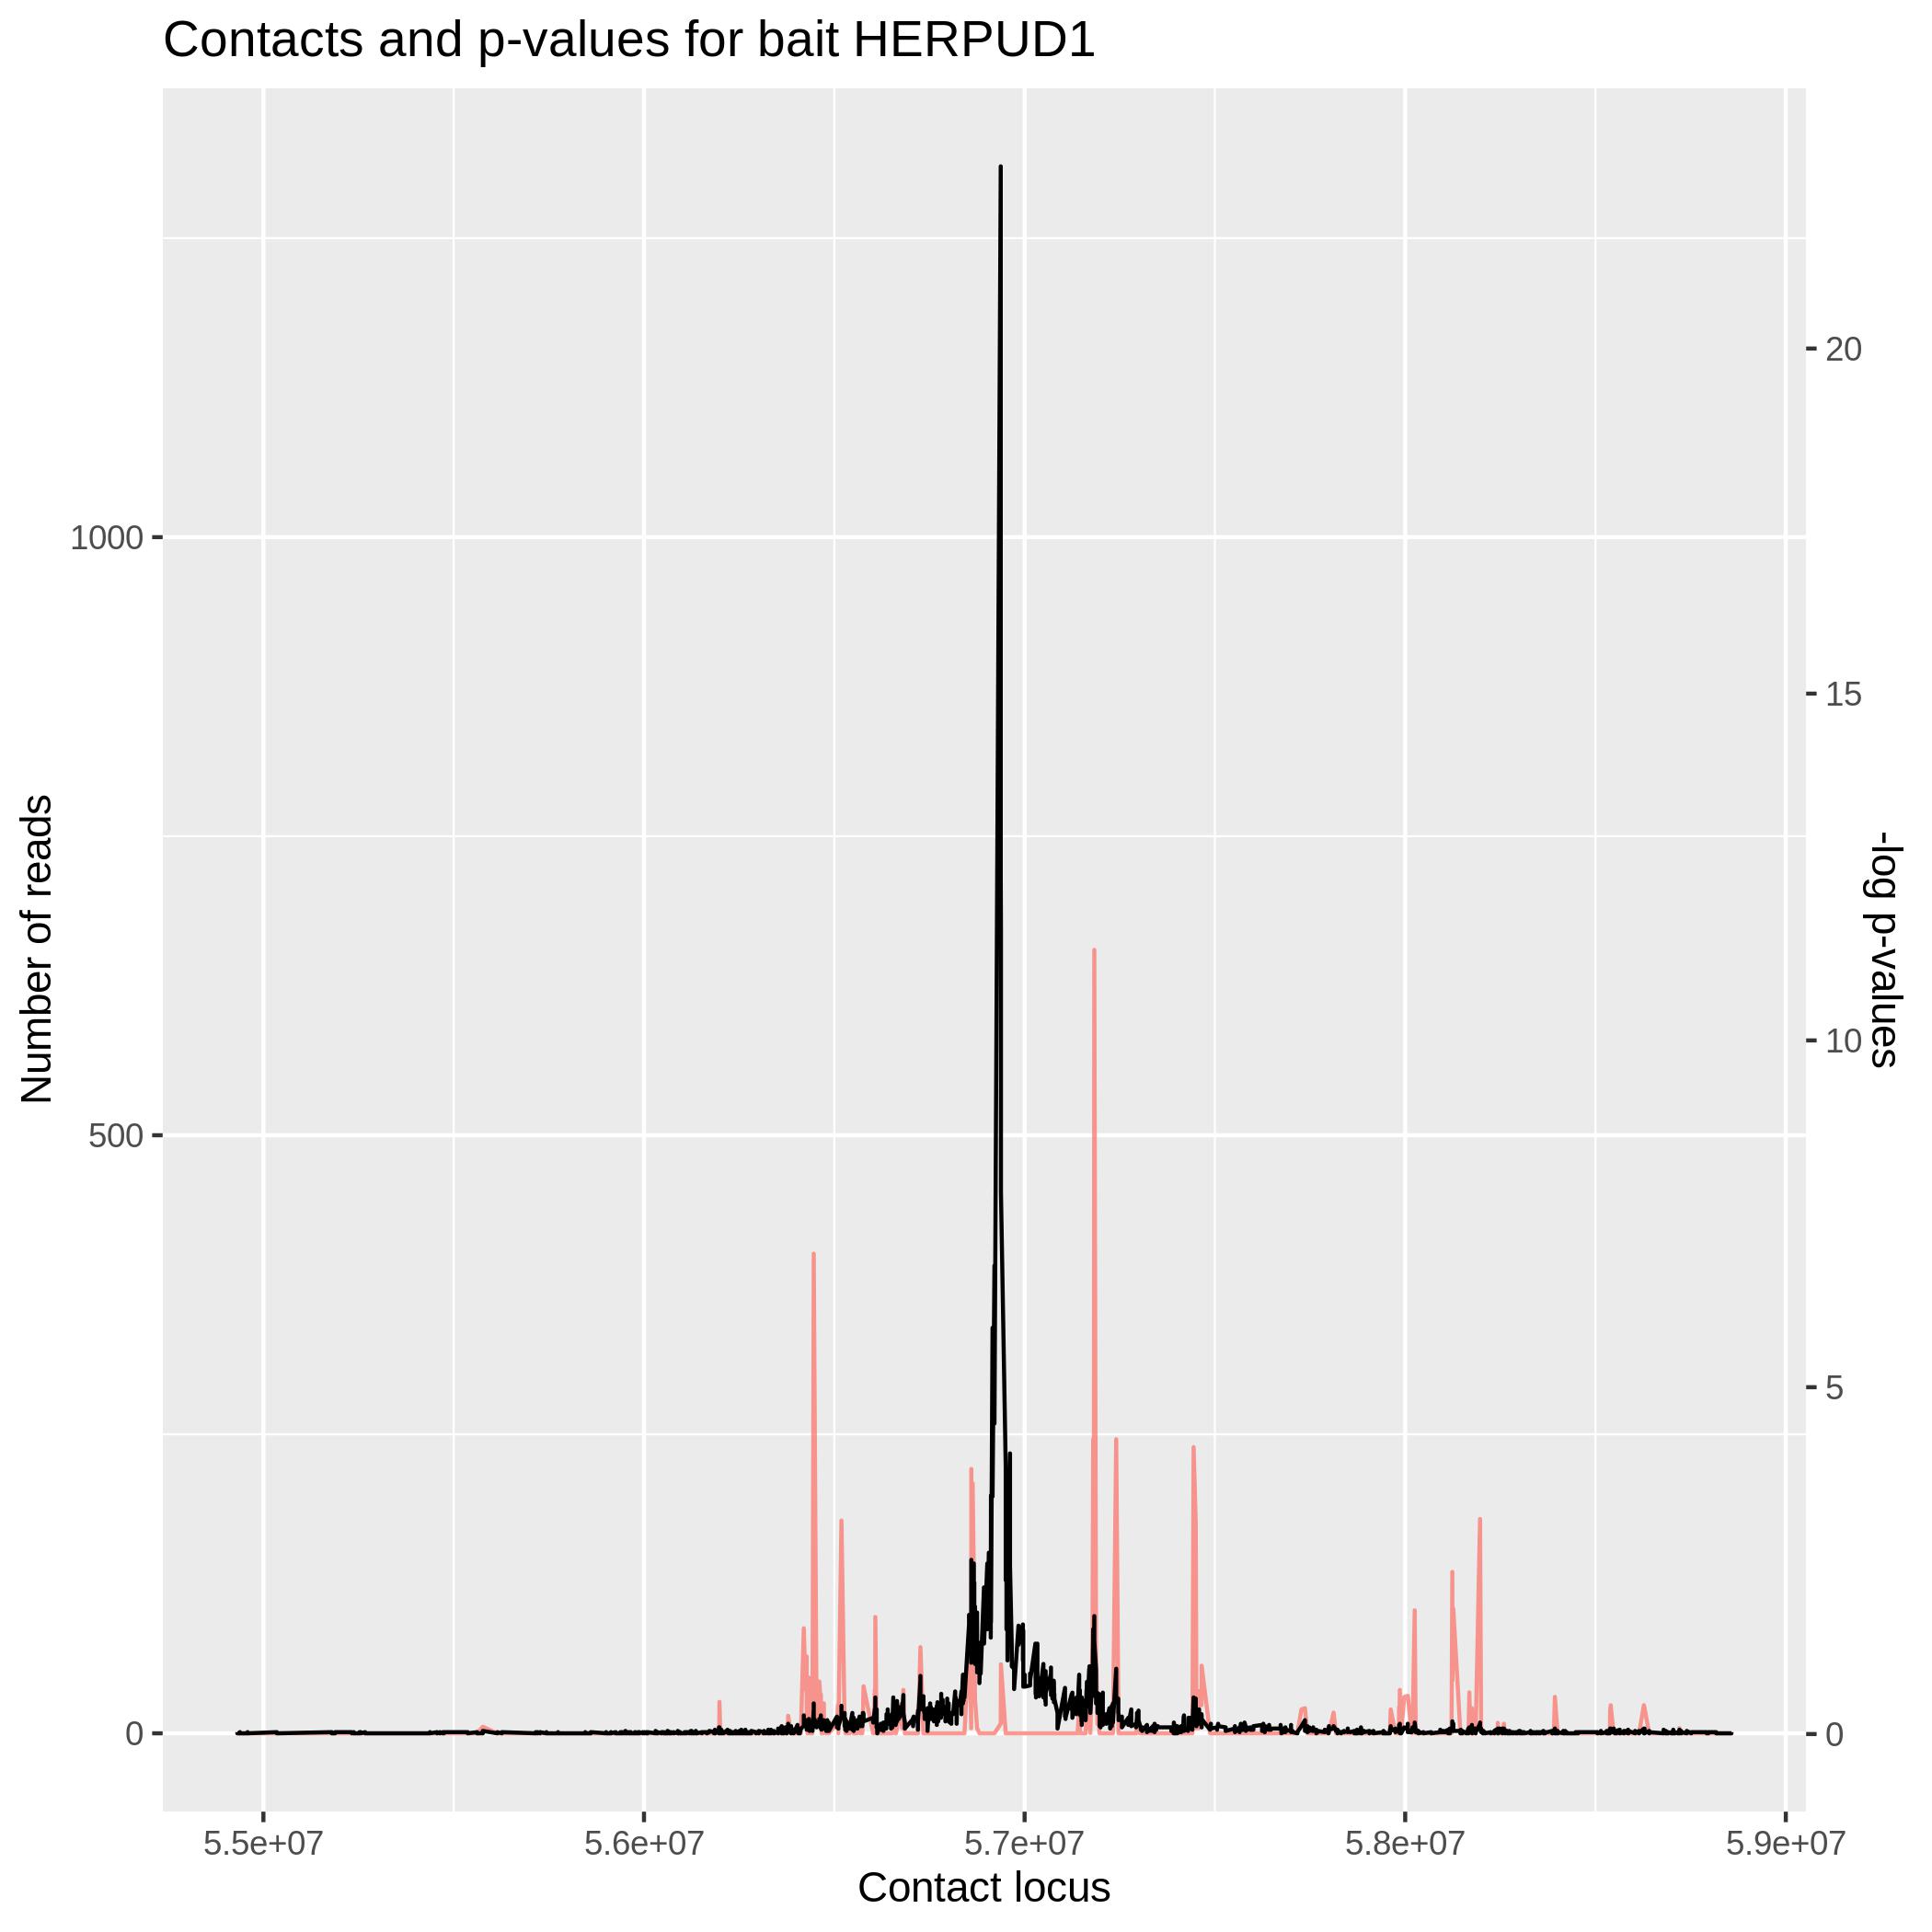 Contacts and p-values for bait HERPUD1
Number of reads
1000
500
0
20
15
10
5
0
-log p-values
5.5e+07
5.6e+07
5.7e+07
5.8e+07
5.9e+07
Contact locus